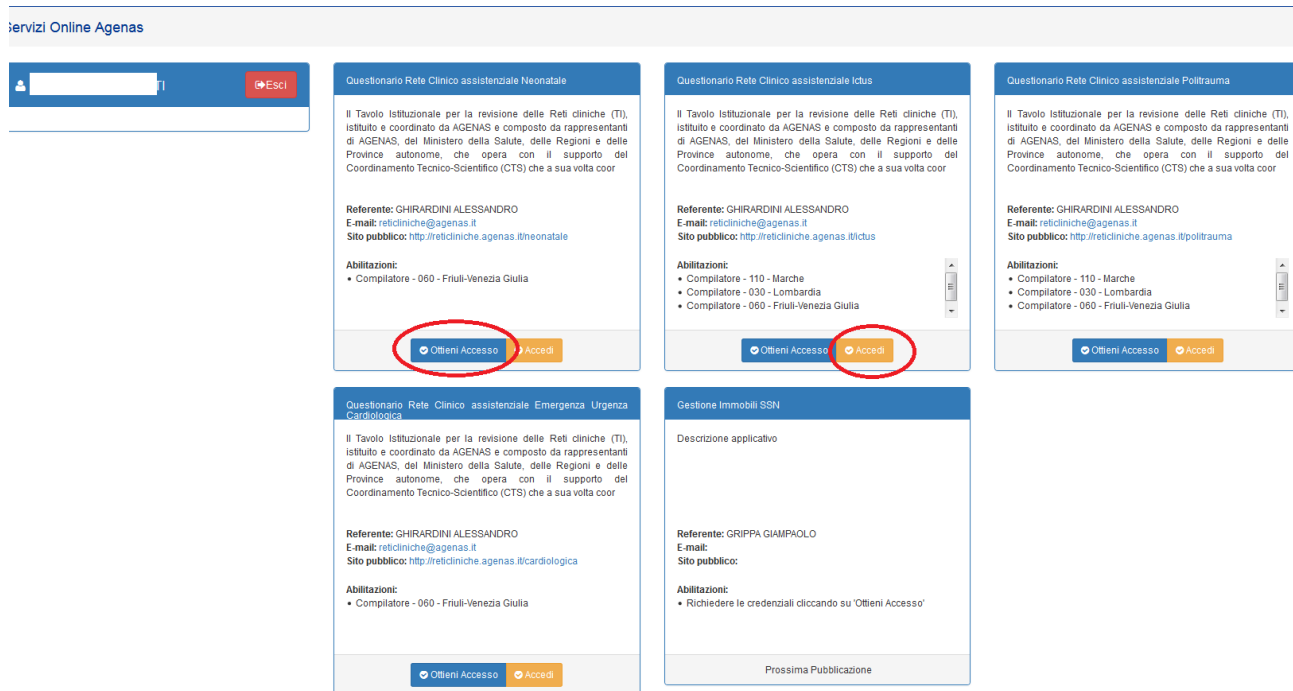 Servizi Online Agenas
TI
Esci
Questionario Rete Clinico assistenziale Neonatale
Il Tavolo Istituzionale per la revisione delle Reti cliniche (TI),
istituito e coordinato da AGENAS e composto da rappresentanti
di AGENAS, del Ministero della Salute, delle Regioni e delle
Province autonome, che opera con il supporto del
Coordinamento Tecnico-Scientifico (CTS) che a sua volta coor
Referente: GHIRARDINI ALESSANDRO
E-mail: reticliniche@agenas.it
Sito pubblico: http://reticliniche.agenas.it/neonatale
Abilitazioni:
• Compilatore - 060 - Friuli-Venezia Giulia
Ottieni Accesso
Accedi
Questionario Rete Clinico assistenziale Ictus
Il Tavolo Istituzionale per la revisione delle Reti cliniche (TI),
istituito e coordinato da AGENAS e composto da rappresentanti
di AGENAS, del Ministero della Salute, delle Regioni e delle
Province autonome, che opera con il supporto del
Coordinamento Tecnico-Scientifico (CTS) che a sua volta coor
Referente: GHIRARDINI ALESSANDRO
E-mail: reticliniche@agenas.it
Sito pubblico: http://reticliniche.agenas.it/ictus
Abilitazioni:
• Compilatore - 110 - Marche
• Compilatore - 030 - Lombardia
• Compilatore - 060 - Friuli-Venezia Giulia
Ottieni Accesso
Accedi
Questionario Rete Clinico assistenziale Politrauma
Il Tavolo Istituzionale per la revisione delle Reti cliniche (TI),
istituito e coordinato da AGENAS e composto da rappresentanti
di AGENAS, del Ministero della Salute, delle Regioni e delle
Province autonome, che opera con il supporto del
Coordinamento Tecnico-Scientifico (CTS) che a sua volta coor
Referente: GHIRARDINI ALESSANDRO
E-mail: reticliniche@agenas.it
Sito pubblico: http://reticliniche.agenas.it/politrauma
Abilitazioni:
• Compilatore - 110 - Marche
• Compilatore - 030 - Lombardia
• Compilatore - 060 - Friuli-Venezia Giulia
Ottieni Accesso
Accedi
Questionario Rete Clinico assistenziale Emergenza Urgenza
Cardiologica
Il Tavolo Istituzionale per la revisione delle Reti cliniche (TI),
istituito e coordinato da AGENAS e composto da rappresentanti
di AGENAS, del Ministero della Salute, delle Regioni e delle
Province autonome, che opera con il supporto del
Coordinamento Tecnico-Scientifico (CTS) che a sua volta coor
Referente: GHIRARDINI ALESSANDRO
E-mail: reticliniche@agenas.it
Sito pubblico: http://reticliniche.agenas.it/cardiologica
Abilitazioni:
• Compilatore - 060 - Friuli-Venezia Giulia
Ottieni Accesso
Accedi
Gestione Immobili SSN
Descrizione applicativo
Referente: GRIPPA GIAMPAOLO
E-mail:
Sito pubblico:
Abilitazioni:
• Richiedere le credenziali cliccando su 'Ottieni Accesso'
Prossima Pubblicazione